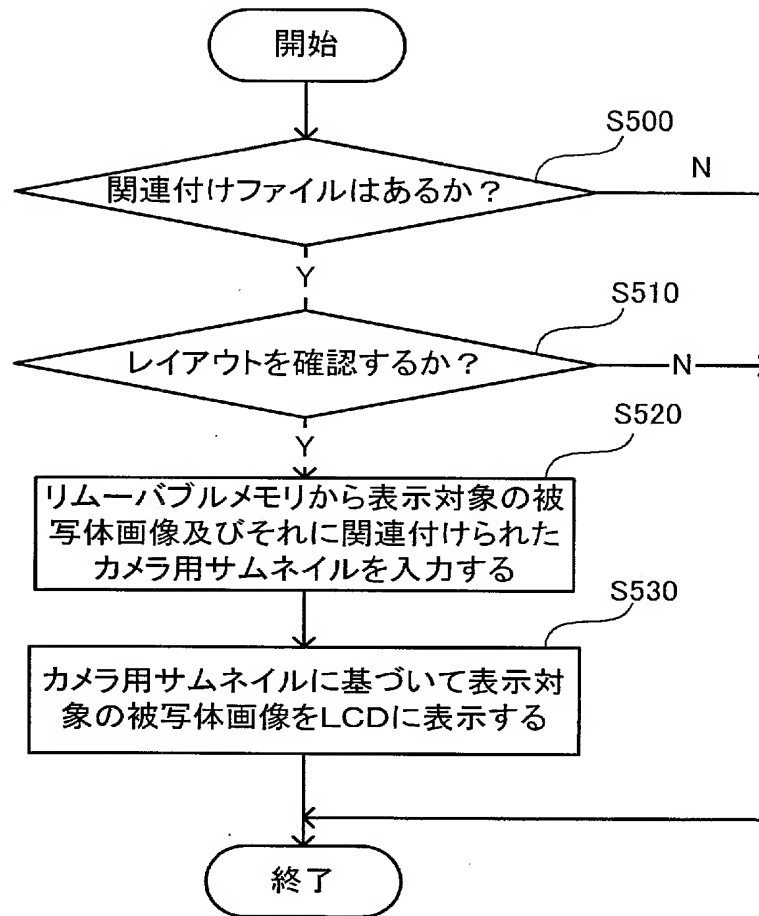 開始
S500
関連付けファイルはあるか？
N
Y
S510
レイアウトを確認するか？
N
Y
S520
リムーバブルメモリから表示対象の被
写体画像及びそれに関連付けられた
カメラ用サムネイルを入力する
S530
カメラ用サムネイルに基づいて表示対
象の被写体画像をLCDに表示する
終了